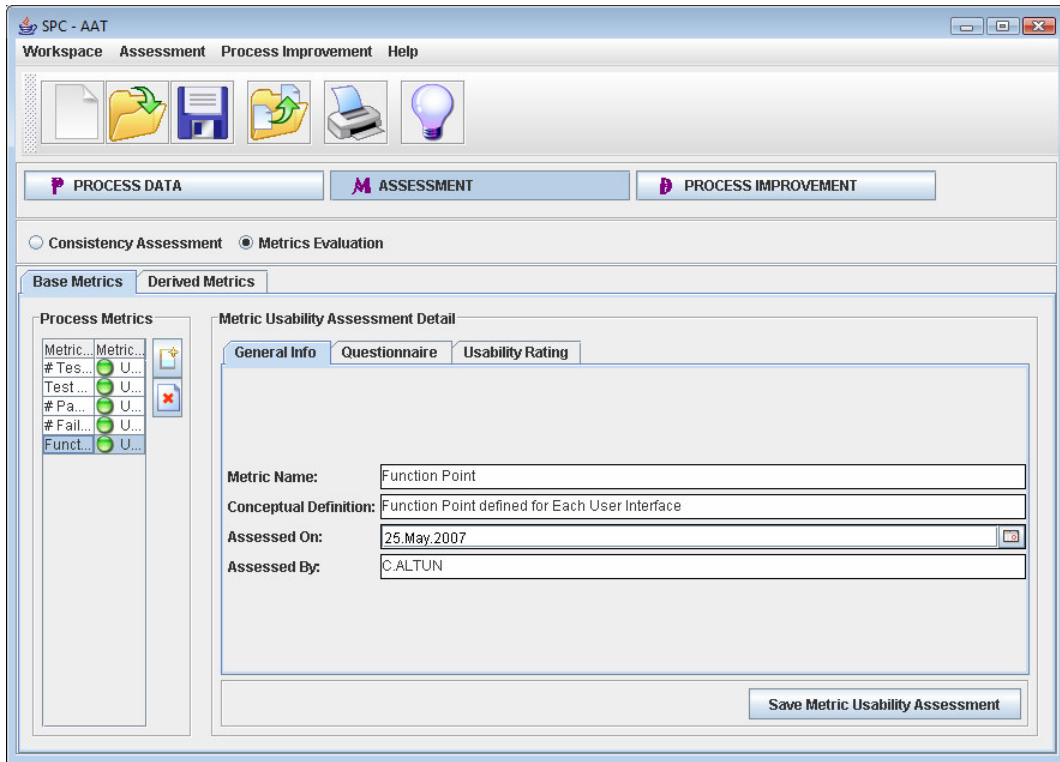 SPC - AAT
Workspace Assessment Process Improvement Help
P PROCESS DATA M ASSESSMENT PROCESS IMPROVEMENT
Consistency Assessment Metrics Evaluation
Base Metrics Derived Metrics
Process Metrics
Metric... Metric...
# Tes... U...
Test ... U...
# Pa... U...
# Fail... U...
Funct... U...
Metric Usability Assessment Detail
General Info Questionnaire Usability Rating
Metric Name: Function Point
Conceptual Definition: Function Point defined for Each User Interface
Assessed On: 25.May.2007
Assessed By: C.ALTUN
Save Metric Usability Assessment